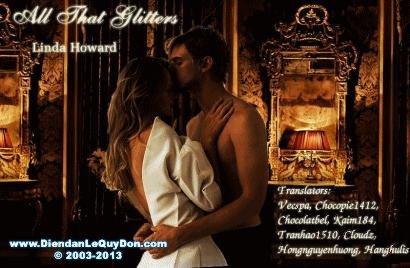 All That Glitters
Linda Howard
Translators:
Vecspa, Chocopie1412,
Chocolatbel, Kaim184,
Tranhao1510, Cloudz,
Hongnguyenhuong, Hanghulis
www.DiendanLeQuyDon.com
© 2003-2013